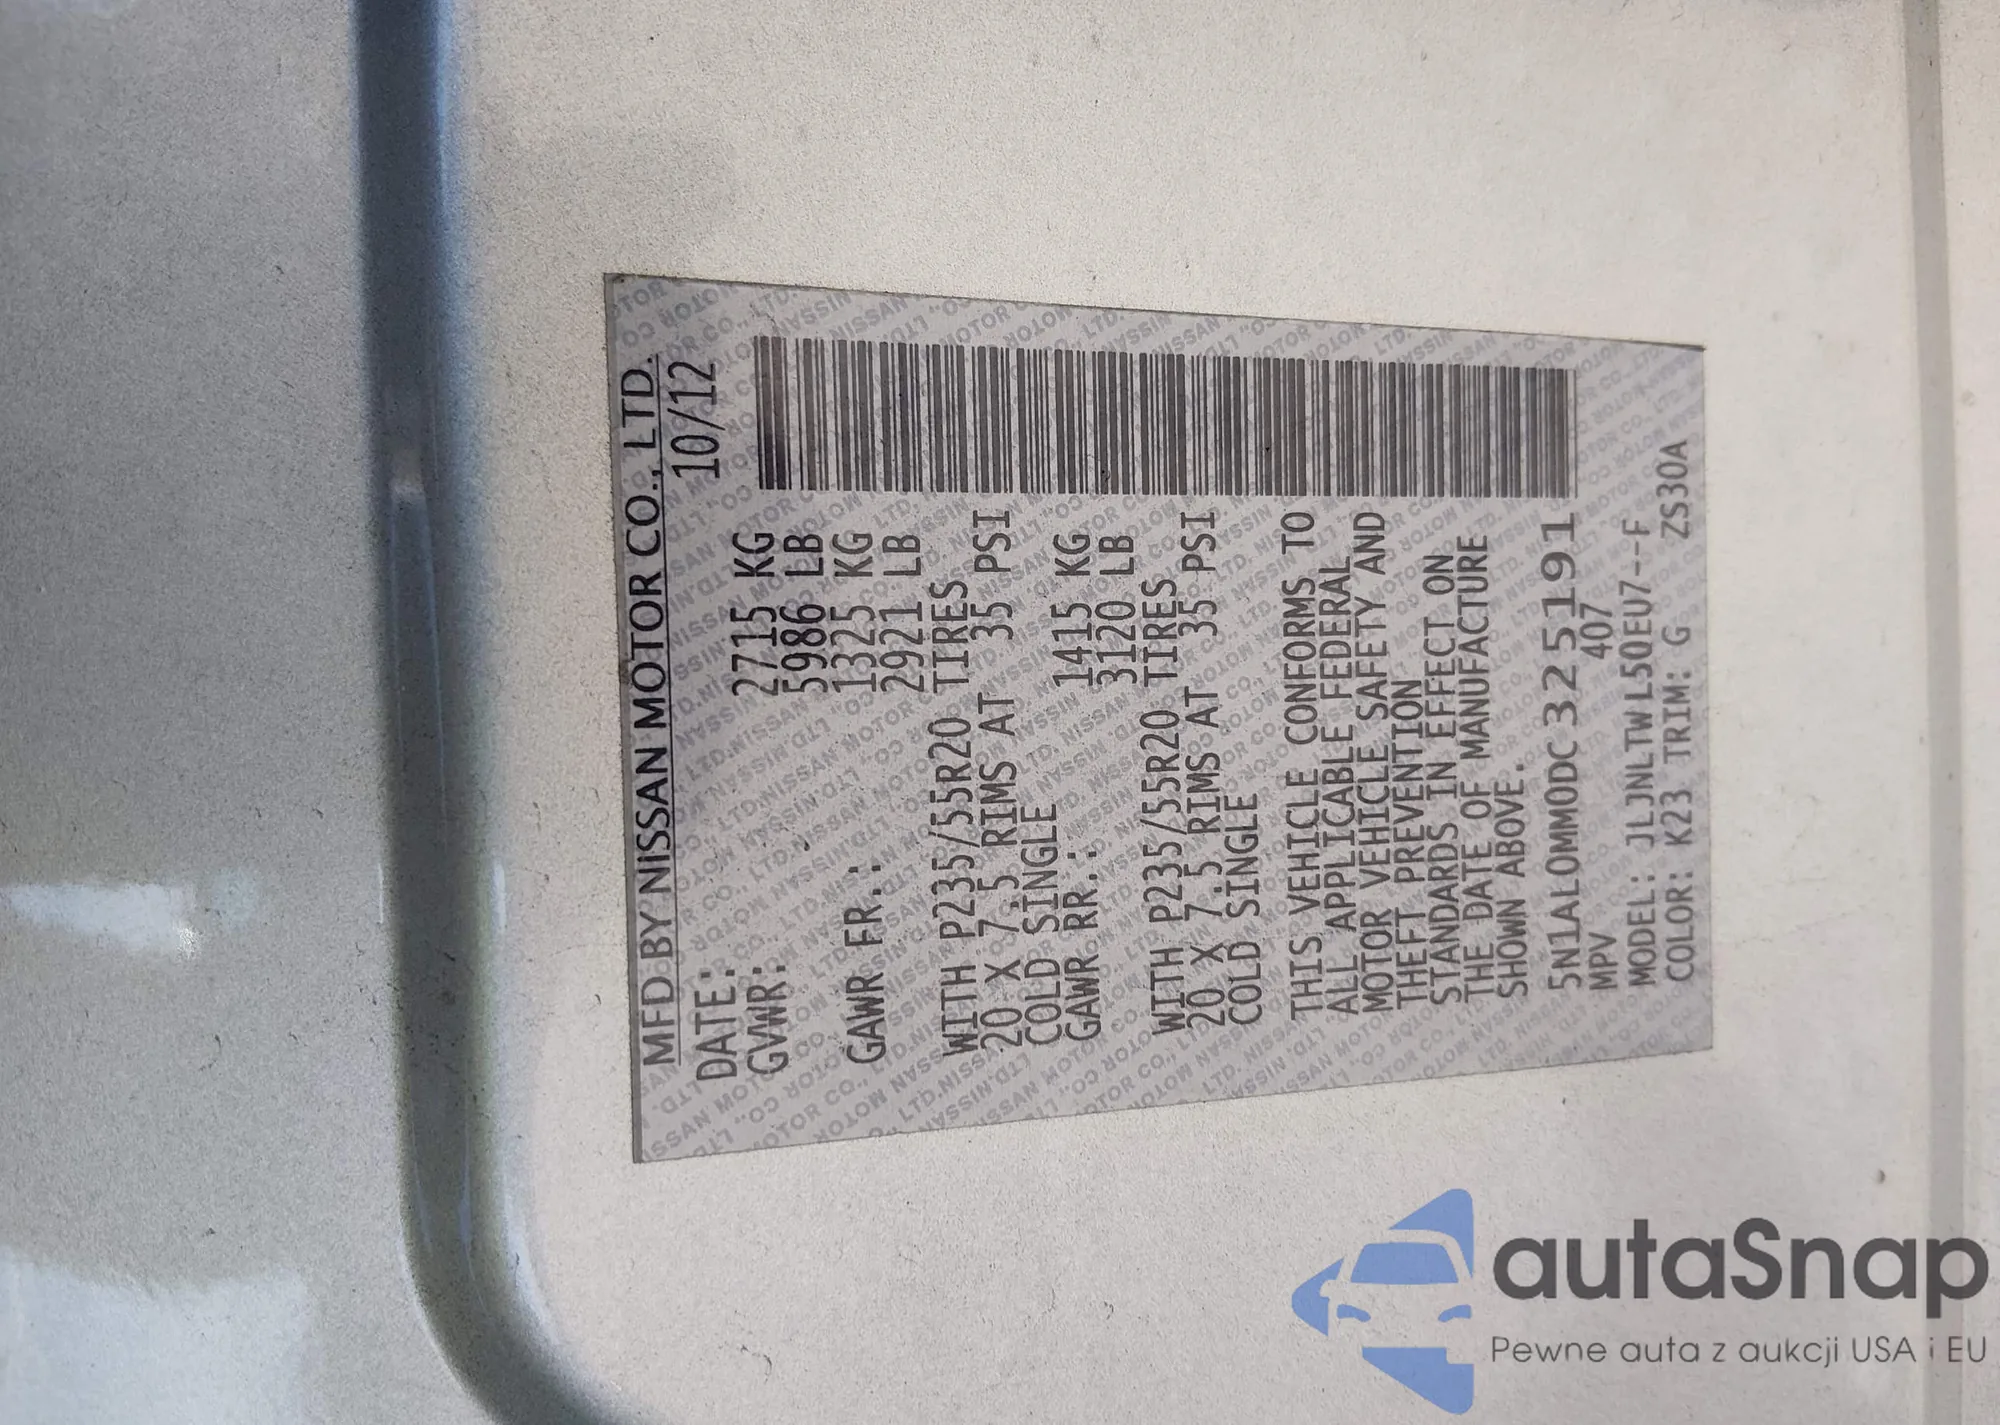 MFD BY NISSAN MOTOR CO., LTD.
DATE: 10/12
GVWR: 2715 KG
5986 LB
GAWR FR.: 1325 KG
2921 LB
WITH P235/55R20 TIRES
20 X 7.5 RIMS AT 35 PSI
COLD SINGLE
GAWR RR.: 1415 KG
3120 LB
WITH P235/55R20 TIRES
20 X 7.5 RIMS AT 35 PSI
COLD SINGLE
THIS VEHICLE CONFORMS TO
ALL APPLICABLE FEDERAL
MOTOR VEHICLE SAFETY AND
THEFT PREVENTION
STANDARDS IN EFFECT ON
THE DATE OF MANUFACTURE
SHOWN ABOVE.
5N1AL0MM0DC 325191
MPV 407
MODEL: JLJNLTWL50EU7--F
COLOR: K23 TRIM: G ZS30A
autaSnap
Pewne auta z aukcji USA i EU